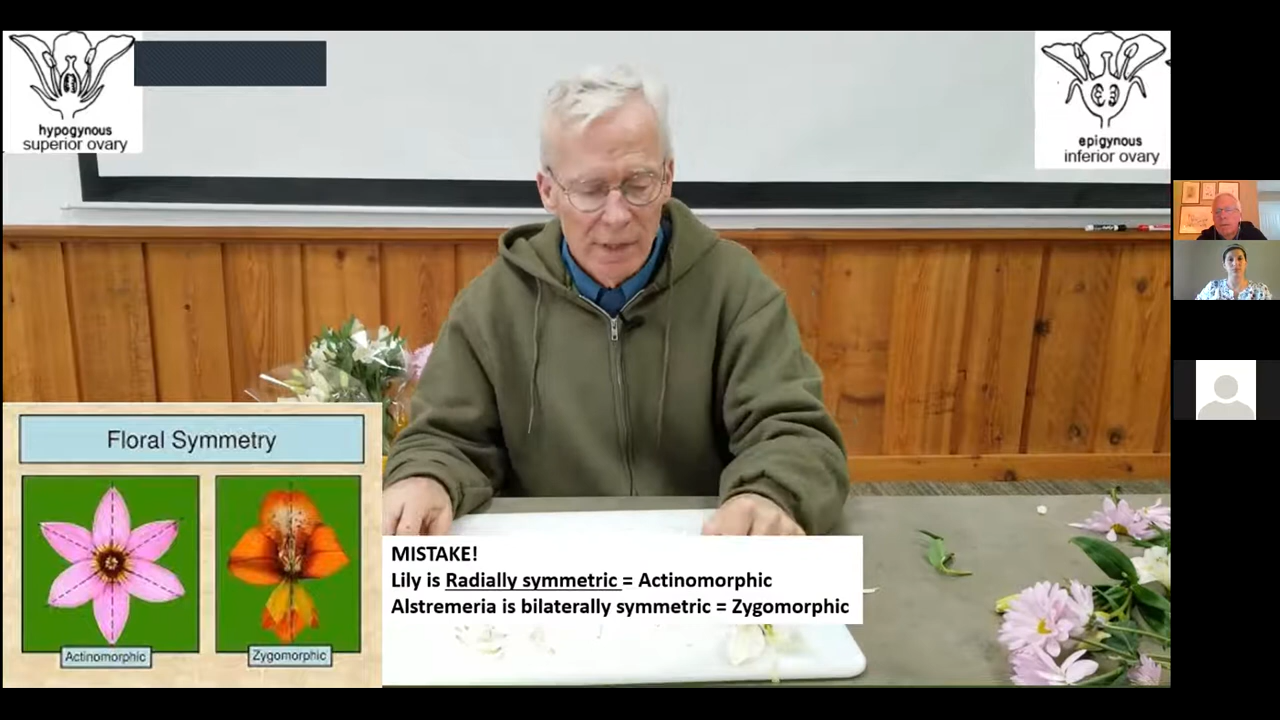 hypogynous
superior ovary
epigynous
inferior ovary
Floral Symmetry
Actinomorphic
Zygomorphic
MISTAKE!
Lily is Radially symmetric = Actinomorphic
Alstremeria is bilaterally symmetric = Zygomorphic